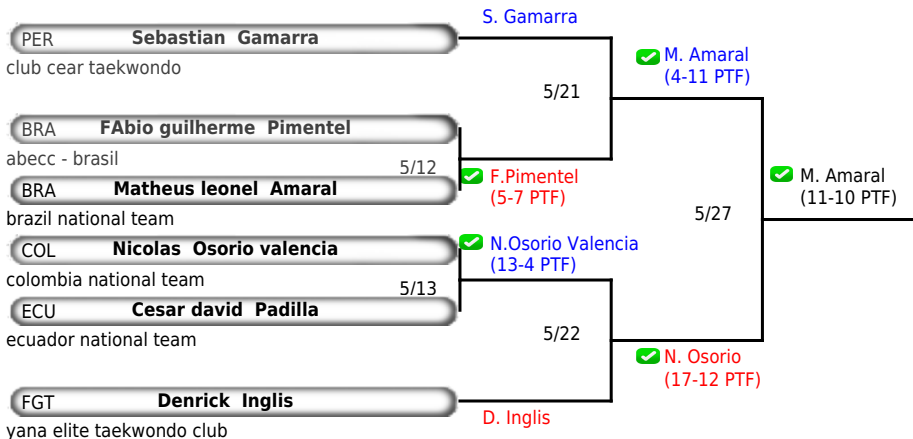 S. Gamarra
PER Sebastian Gamarra
club cear taekwondo
M. Amaral
(4-11 PTF)
5/21
BRA FAbio guilherme Pimentel
abecc - brasil
5/12
F.Pimentel
(5-7 PTF)
BRA Matheus leonel Amaral
brazil national team
M. Amaral
(11-10 PTF)
5/27
COL Nicolas Osorio valencia
colombia national team
N.Osorio Valencia
(13-4 PTF)
5/13
ECU Cesar david Padilla
ecuador national team
5/22
N. Osorio
(17-12 PTF)
FGT Denrick Inglis
yana elite taekwondo club
D. Inglis